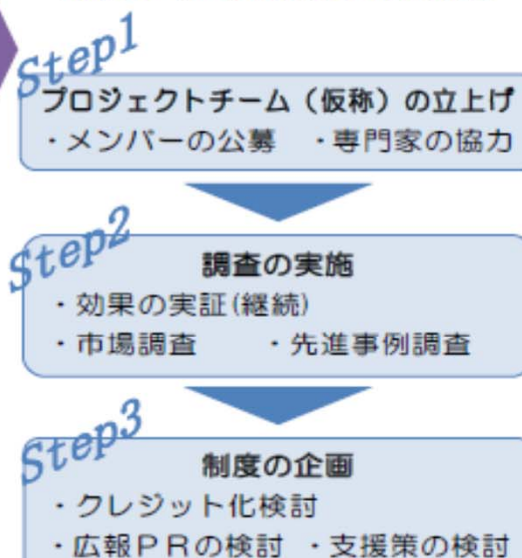 Step1
プロジェクトチーム（仮称）の立上げ
・メンバーの公募　・専門家の協力
Step2
調査の実施
・効果の実証(継続)
・市場調査　　・先進事例調査
Step3
制度の企画
・クレジット化検討
・広報ＰＲの検討　・支援策の検討